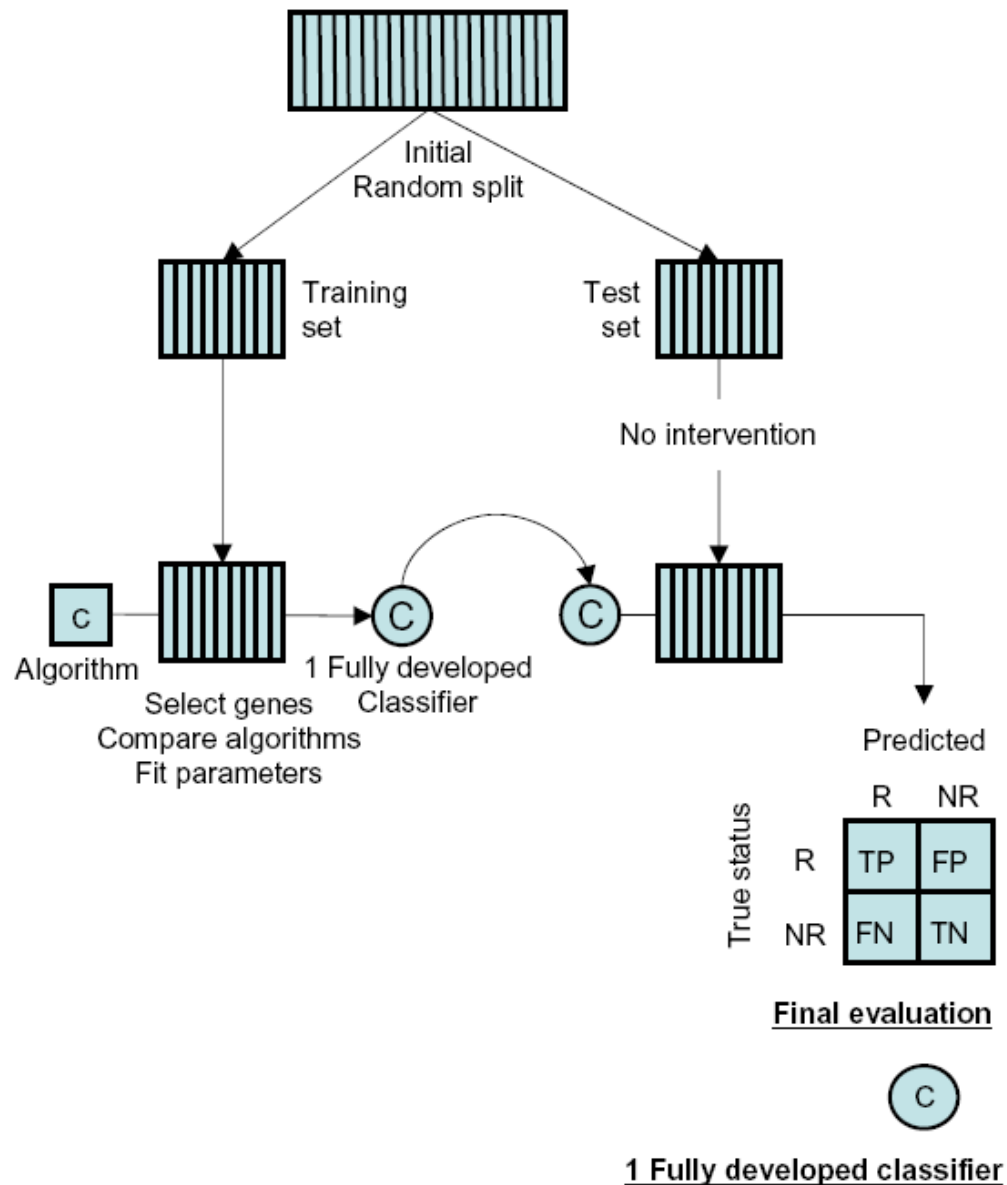 Initial
Random split
Training
set
Test
set
No intervention
C
Algorithm
Select genes
Compare algorithms
Fit parameters
C
1 Fully developed
Classifier
C
Predicted
R NR
True status
R TP FP
NR FN TN
Final evaluation
C
1 Fully developed classifier